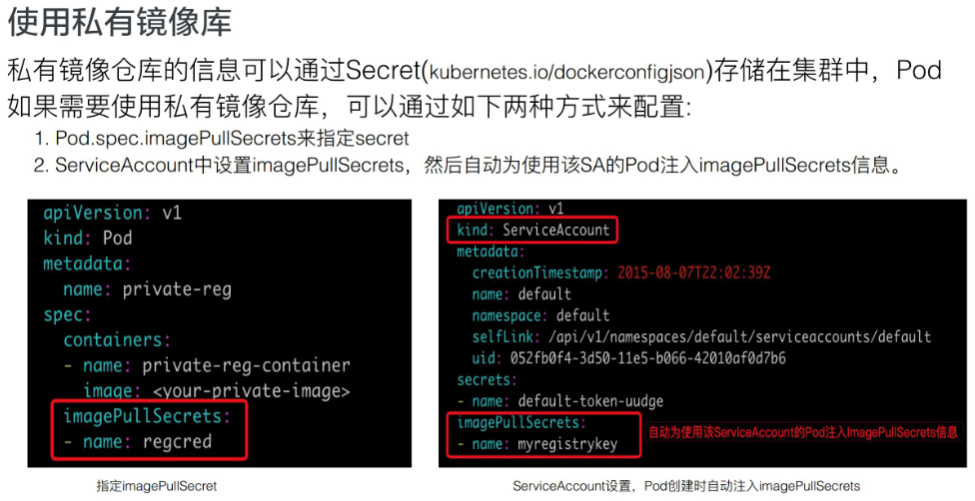 使用私有镜像库
私有镜像仓库的信息可以通过Secret(kubernetes.io/dockerconfigjson)存储在集群中，Pod
如果需要使用私有镜像仓库，可以通过如下两种方式来配置:
1. Pod.spec.imagePullSecrets来指定secret
2. ServiceAccount中设置imagePullSecrets，然后自动为使用该SA的Pod注入imagePullSecrets信息。
apiVersion: v1
kind: Pod
metadata:
  name: private-reg
spec:
  containers:
  - name: private-reg-container
    image: <your-private-image>
  imagePullSecrets:
  - name: regcred
指定imagePullSecret
apiVersion: v1
kind: ServiceAccount
metadata:
  creationTimestamp: 2015-08-07T22:02:39Z
  name: default
  namespace: default
  selfLink: /api/v1/namespaces/default/serviceaccounts/default
  uid: 052fb0f4-3d50-11e5-b066-42010af0d7b6
secrets:
- name: default-token-uudge
imagePullSecrets:
- name: myregistrykey
自动为使用该ServiceAccount的Pod注入ImagePullSecrets信息
ServiceAccount设置，Pod创建时自动注入imagePullSecrets